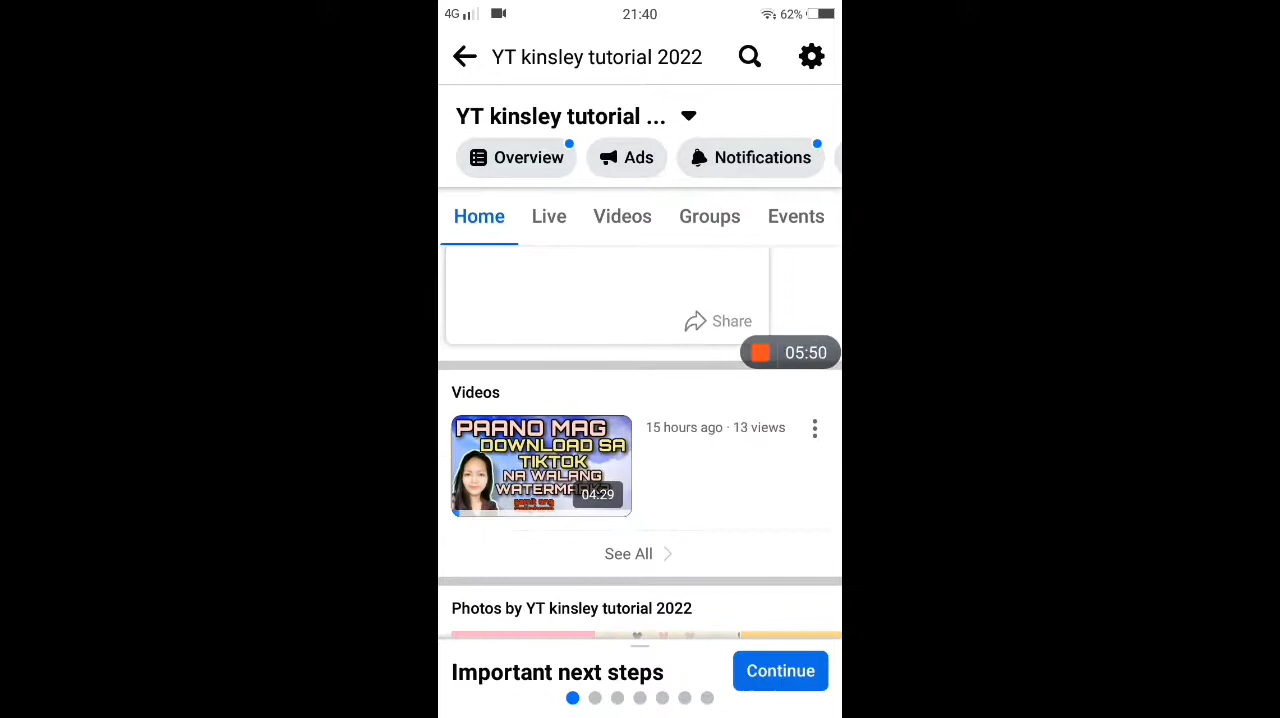 4G 21:40 62%
YT kinsley tutorial 2022
YT kinsley tutorial ...
Overview Ads Notifications
Home Live Videos Groups Events
Share
05:50
Videos
PAANO MAG
DOWNLOAD SA
TIKTOK
NA WALANG
04:29
15 hours ago · 13 views
See All
Photos by YT kinsley tutorial 2022
Important next steps
Continue